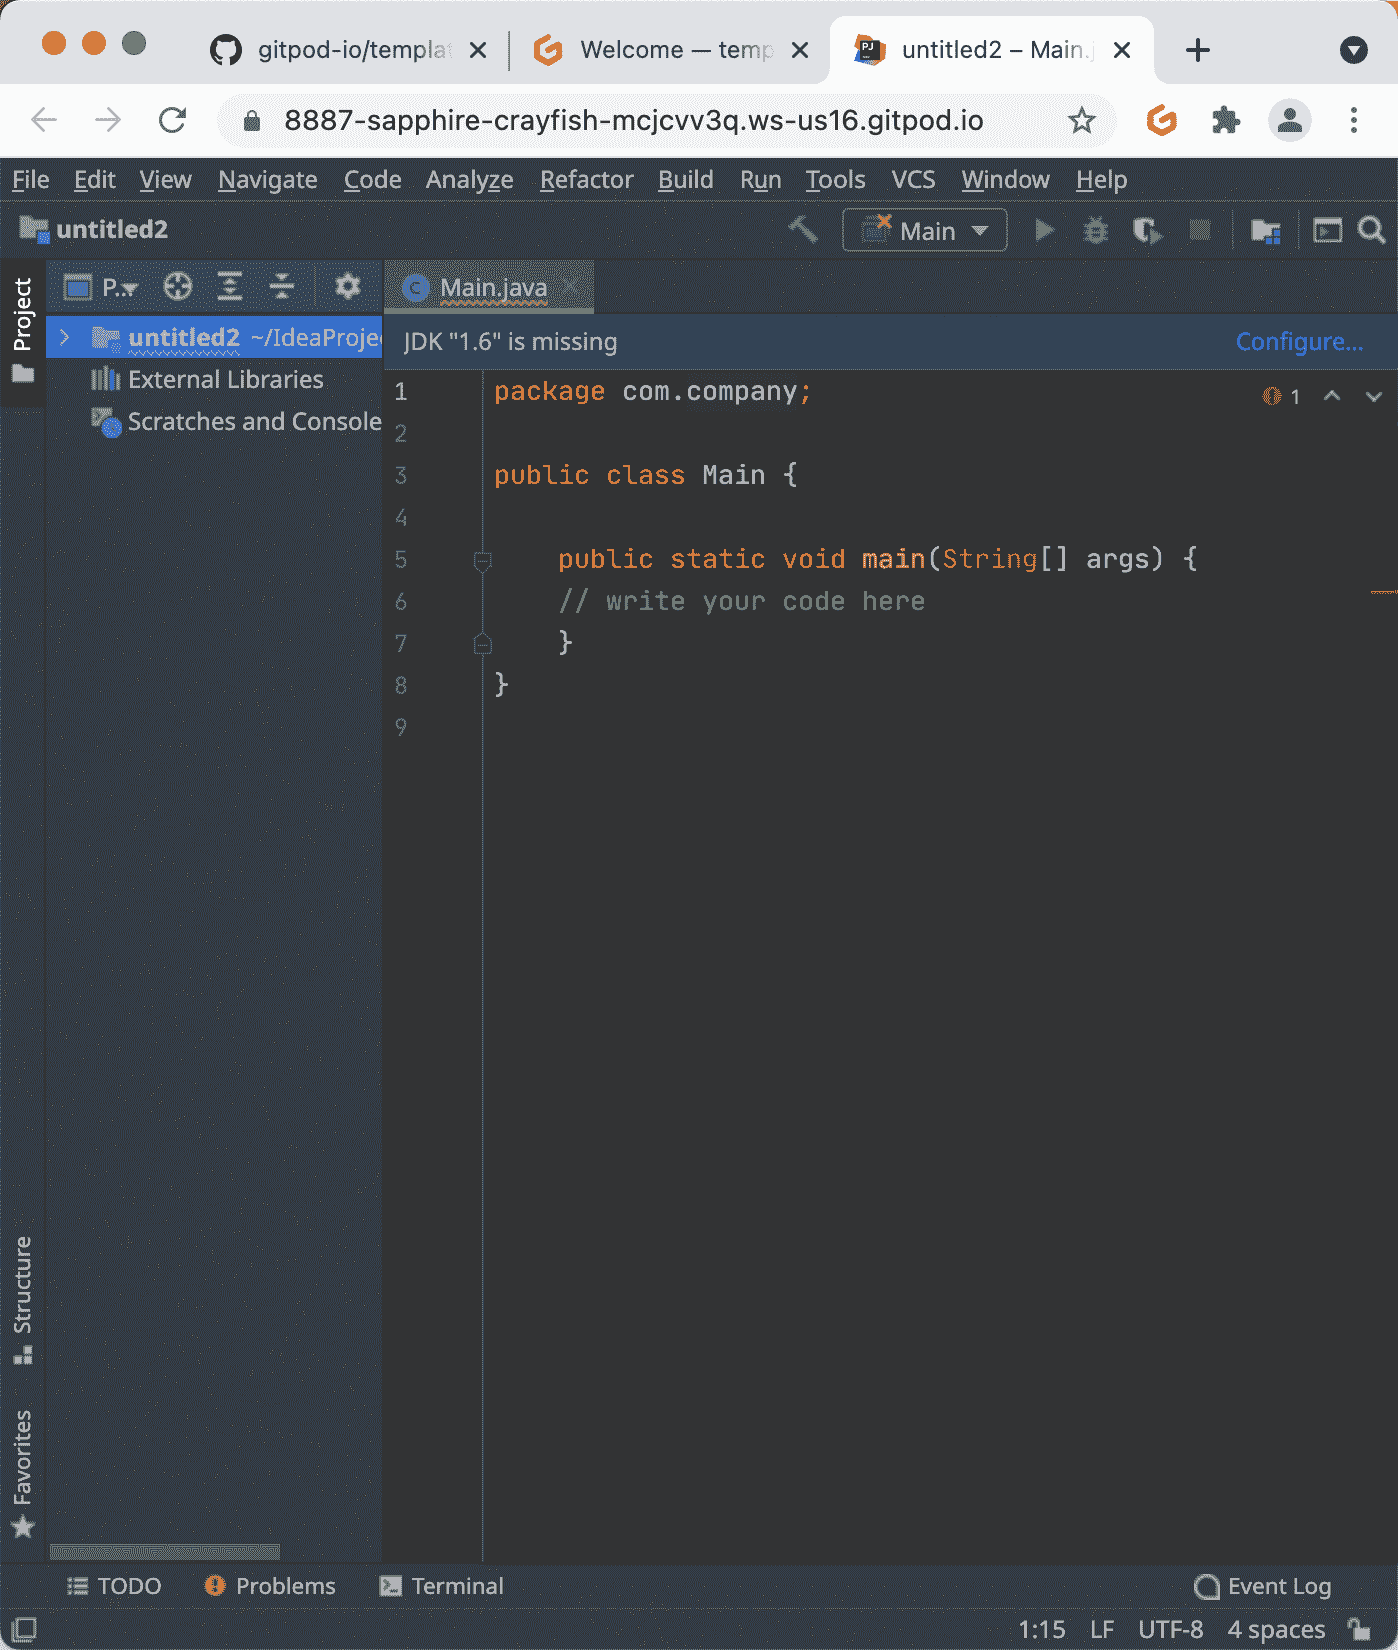 gitpod-io/templat
Welcome — temp
untitled2 – Main.j
8887-sapphire-crayfish-mcjcvv3q.ws-us16.gitpod.io
File Edit View Navigate Code Analyze Refactor Build Run Tools VCS Window Help
untitled2
Main
Project
P...
Main.java
untitled2 ~/IdeaProje
External Libraries
Scratches and Console
JDK "1.6" is missing
Configure...
1
1 package com.company;
2
3 public class Main {
4
5 public static void main(String[] args) {
6 // write your code here
7 }
8 }
9
Structure
Favorites
TODO Problems Terminal Event Log
1:15 LF UTF-8 4 spaces